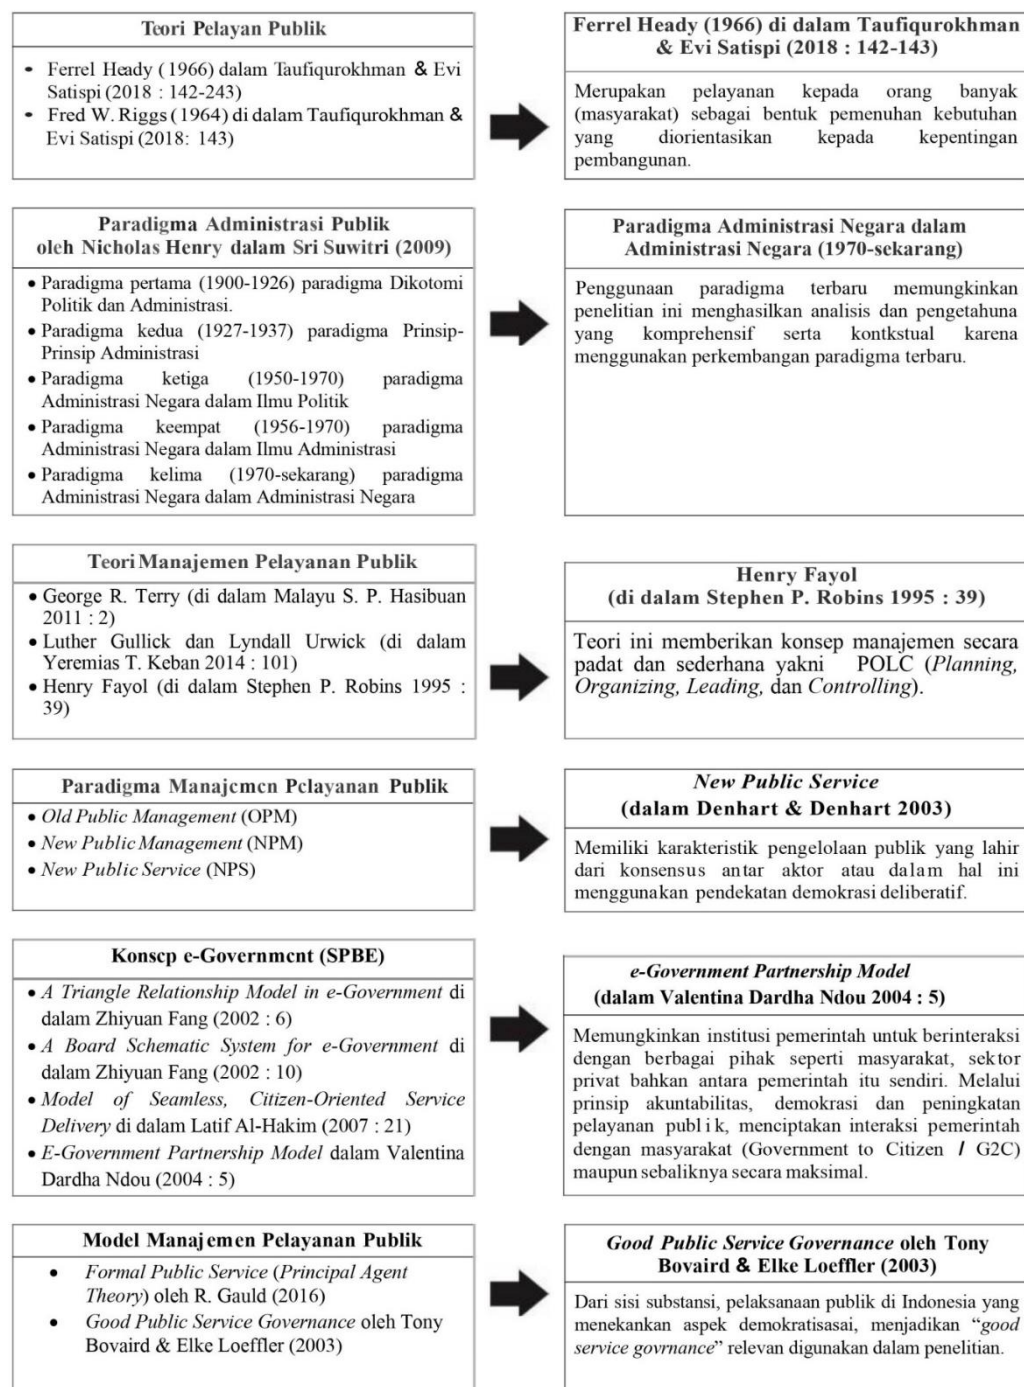 Teori Pelayan Publik
• Ferrel Heady (1966) dalam Taufiqurokhman & Evi
Satispi (2018 : 142-243)
• Fred W. Riggs (1964) di dalam Taufiqurokhman &
Evi Satispi (2018: 143)
Ferrel Heady (1966) di dalam Taufiqurokhman
& Evi Satispi (2018 : 142-143)
Merupakan pelayanan kepada orang banyak
(masyarakat) sebagai bentuk pemenuhan kebutuhan
yang diorientasikan kepada kepentingan
pembangunan.
Paradigma Administrasi Publik
oleh Nicholas Henry dalam Sri Suwitri (2009)
• Paradigma pertama (1900-1926) paradigma Dikotomi
Politik dan Administrasi.
• Paradigma kedua (1927-1937) paradigma Prinsip-
Prinsip Administrasi
• Paradigma ketiga (1950-1970) paradigma
Administrasi Negara dalam Ilmu Politik
• Paradigma keempat (1956-1970) paradigma
Administrasi Negara dalam Ilmu Administrasi
• Paradigma kelima (1970-sekarang) paradigma
Administrasi Negara dalam Administrasi Negara
Paradigma Administrasi Negara dalam
Administrasi Negara (1970-sekarang)
Penggunaan paradigma terbaru memungkinkan
penelitian ini menghasilkan analisis dan pengetahuna
yang komprehensif serta kontkstual karena
menggunakan perkembangan paradigma terbaru.
Teori Manajemen Pelayanan Publik
• George R. Terry (di dalam Malayu S. P. Hasibuan
2011 : 2)
• Luther Gullick dan Lyndall Urwick (di dalam
Yeremias T. Keban 2014 : 101)
• Henry Fayol (di dalam Stephen P. Robins 1995 :
39)
Henry Fayol
(di dalam Stephen P. Robins 1995 : 39)
Teori ini memberikan konsep manajemen secara
padat dan sederhana yakni POLC (Planning,
Organizing, Leading, dan Controlling).
Paradigma Manajemen Pelayanan Publik
• Old Public Management (OPM)
• New Public Management (NPM)
• New Public Service (NPS)
New Public Service
(dalam Denhart & Denhart 2003)
Memiliki karakteristik pengelolaan publik yang lahir
dari konsensus antar aktor atau dalam hal ini
menggunakan pendekatan demokrasi deliberatif.
Konsep e-Government (SPBE)
• A Triangle Relationship Model in e-Government di
dalam Zhiyuan Fang (2002 : 6)
• A Board Schematic System for e-Government di
dalam Zhiyuan Fang (2002 : 10)
• Model of Seamless, Citizen-Oriented Service
Delivery di dalam Latif Al-Hakim (2007 : 21)
• E-Government Partnership Model dalam Valentina
Dardha Ndou (2004 : 5)
e-Government Partnership Model
(dalam Valentina Dardha Ndou 2004 : 5)
Memungkinkan institusi pemerintah untuk berinteraksi
dengan berbagai pihak seperti masyarakat, sektor
privat bahkan antara pemerintah itu sendiri. Melalui
prinsip akuntabilitas, demokrasi dan peningkatan
pelayanan publik, menciptakan interaksi pemerintah
dengan masyarakat (Government to Citizen / G2C)
maupun sebaliknya secara maksimal.
Model Manajemen Pelayanan Publik
• Formal Public Service (Principal Agent
Theory) oleh R. Gauld (2016)
• Good Public Service Governance oleh Tony
Bovaird & Elke Loeffler (2003)
Good Public Service Governance oleh Tony
Bovaird & Elke Loeffler (2003)
Dari sisi substansi, pelaksanaan publik di Indonesia yang
menekankan aspek demokratisasai, menjadikan “good
service govrnance” relevan digunakan dalam penelitian.